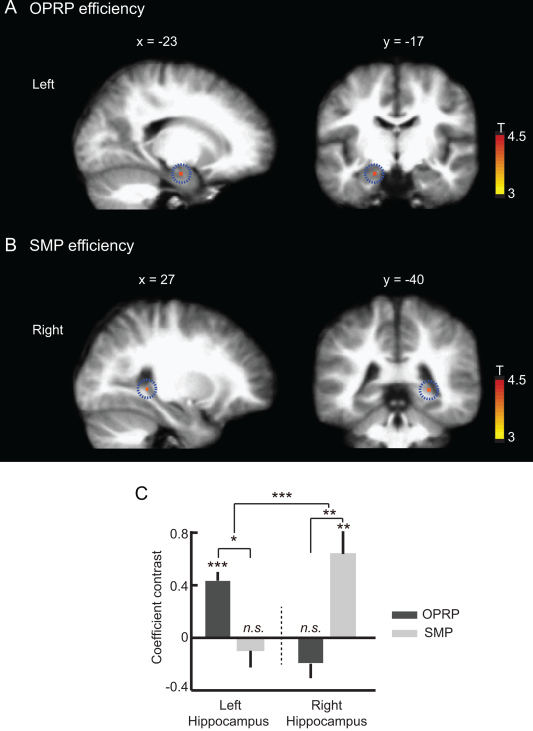 A OPRP efficiency
x = -23
y = -17
Left
T
4.5
3
B SMP efficiency
x = 27
y = -40
Right
T
4.5
3
C
***
**
*
**
***
n.s.
n.s.
0.8
0.4
0
-0.4
Coefficient contrast
OPRP
SMP
Left
Hippocampus
Right
Hippocampus